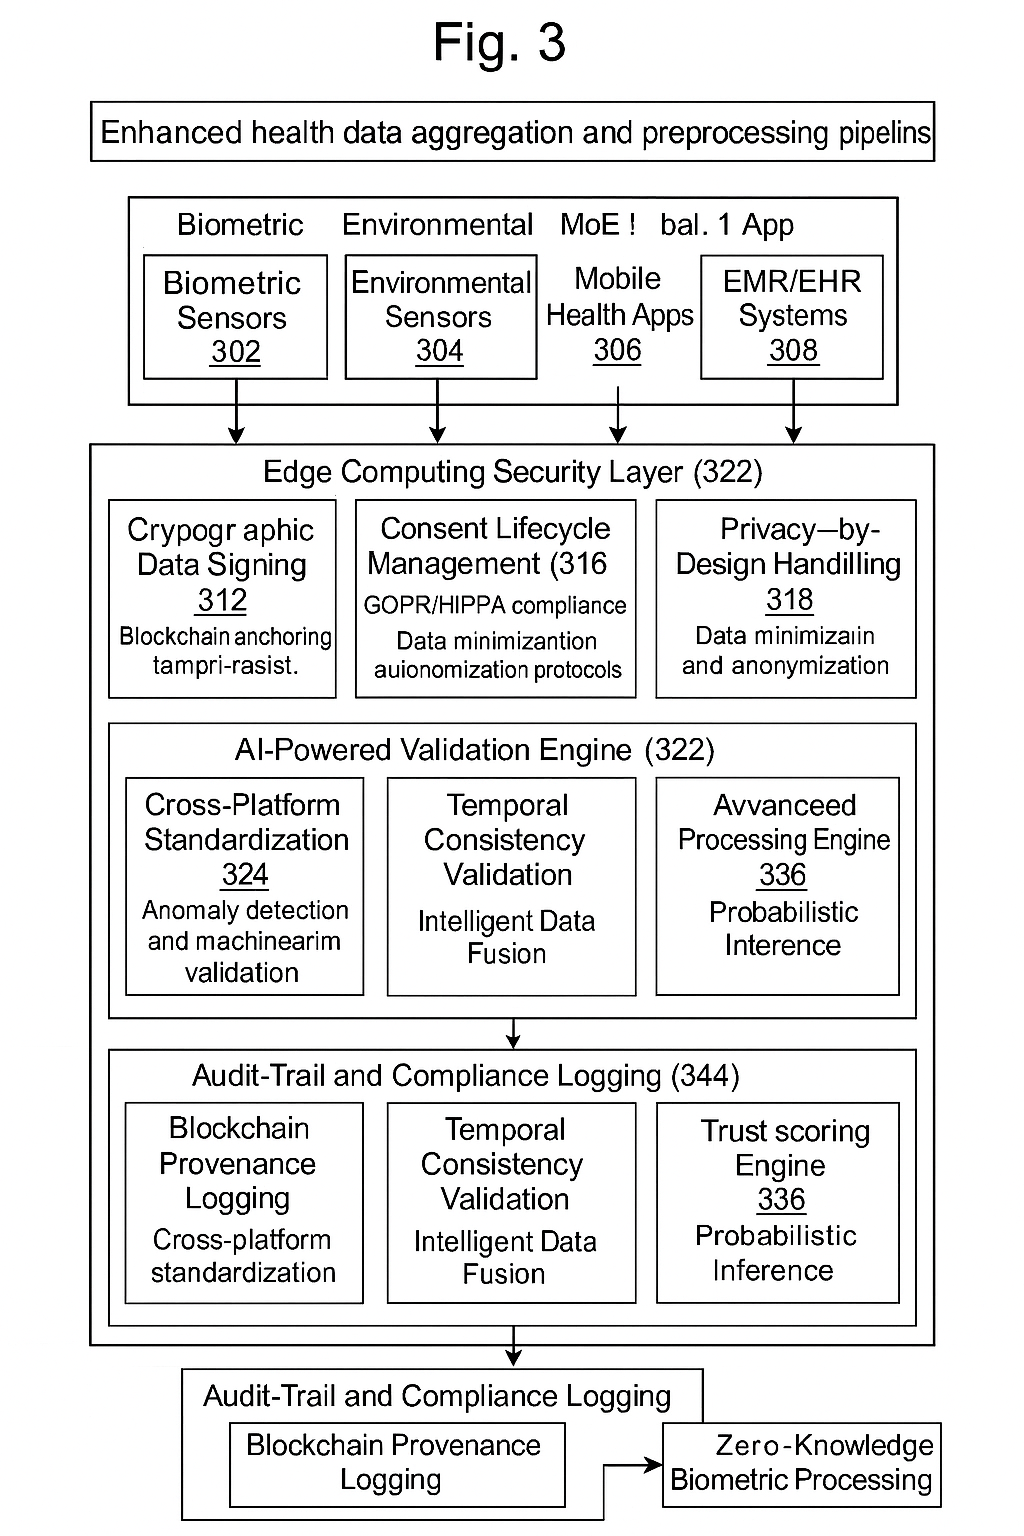 Fig. 3
Enhanced health data aggregation and preprocessing pipelins
Biometric Environmental MoE ! bal. 1 App
Biometric
Sensors
302
Environmental
Sensors
304
Mobile
Health Apps
306
EMR/EHR
Systems
308
Edge Computing Security Layer (322)
Crypogr aphic
Data Signing
312
Blockchain anchoring
tampri-rasist.
Consent Lifecycle
Management (316
GOPR/HIPPA compliance
Data minimizantion
auionomization protocols
Privacy—by-
Design Handilling
318
Data minimizaıin
and anonymization
AI-Powered Validation Engine (322)
Cross-Platform
Standardization
324
Anomaly detection
and machinearim
validation
Temporal
Consistency
Validation
Intelligent Data
Fusion
Avvanceed
Processing Engine
336
Probabilistic
Interence
Audit-Trail and Compliance Logging (344)
Blockchain
Provenance
Logging
Cross-platform
standardization
Temporal
Consistency
Validation
Intelligent Data
Fusion
Trust scoring
Engine
336
Probabilistic
Inference
Audit-Trail and Compliance Logging
Blockchain Provenance
Logging
Zero-Knowledge
Biometric Processing